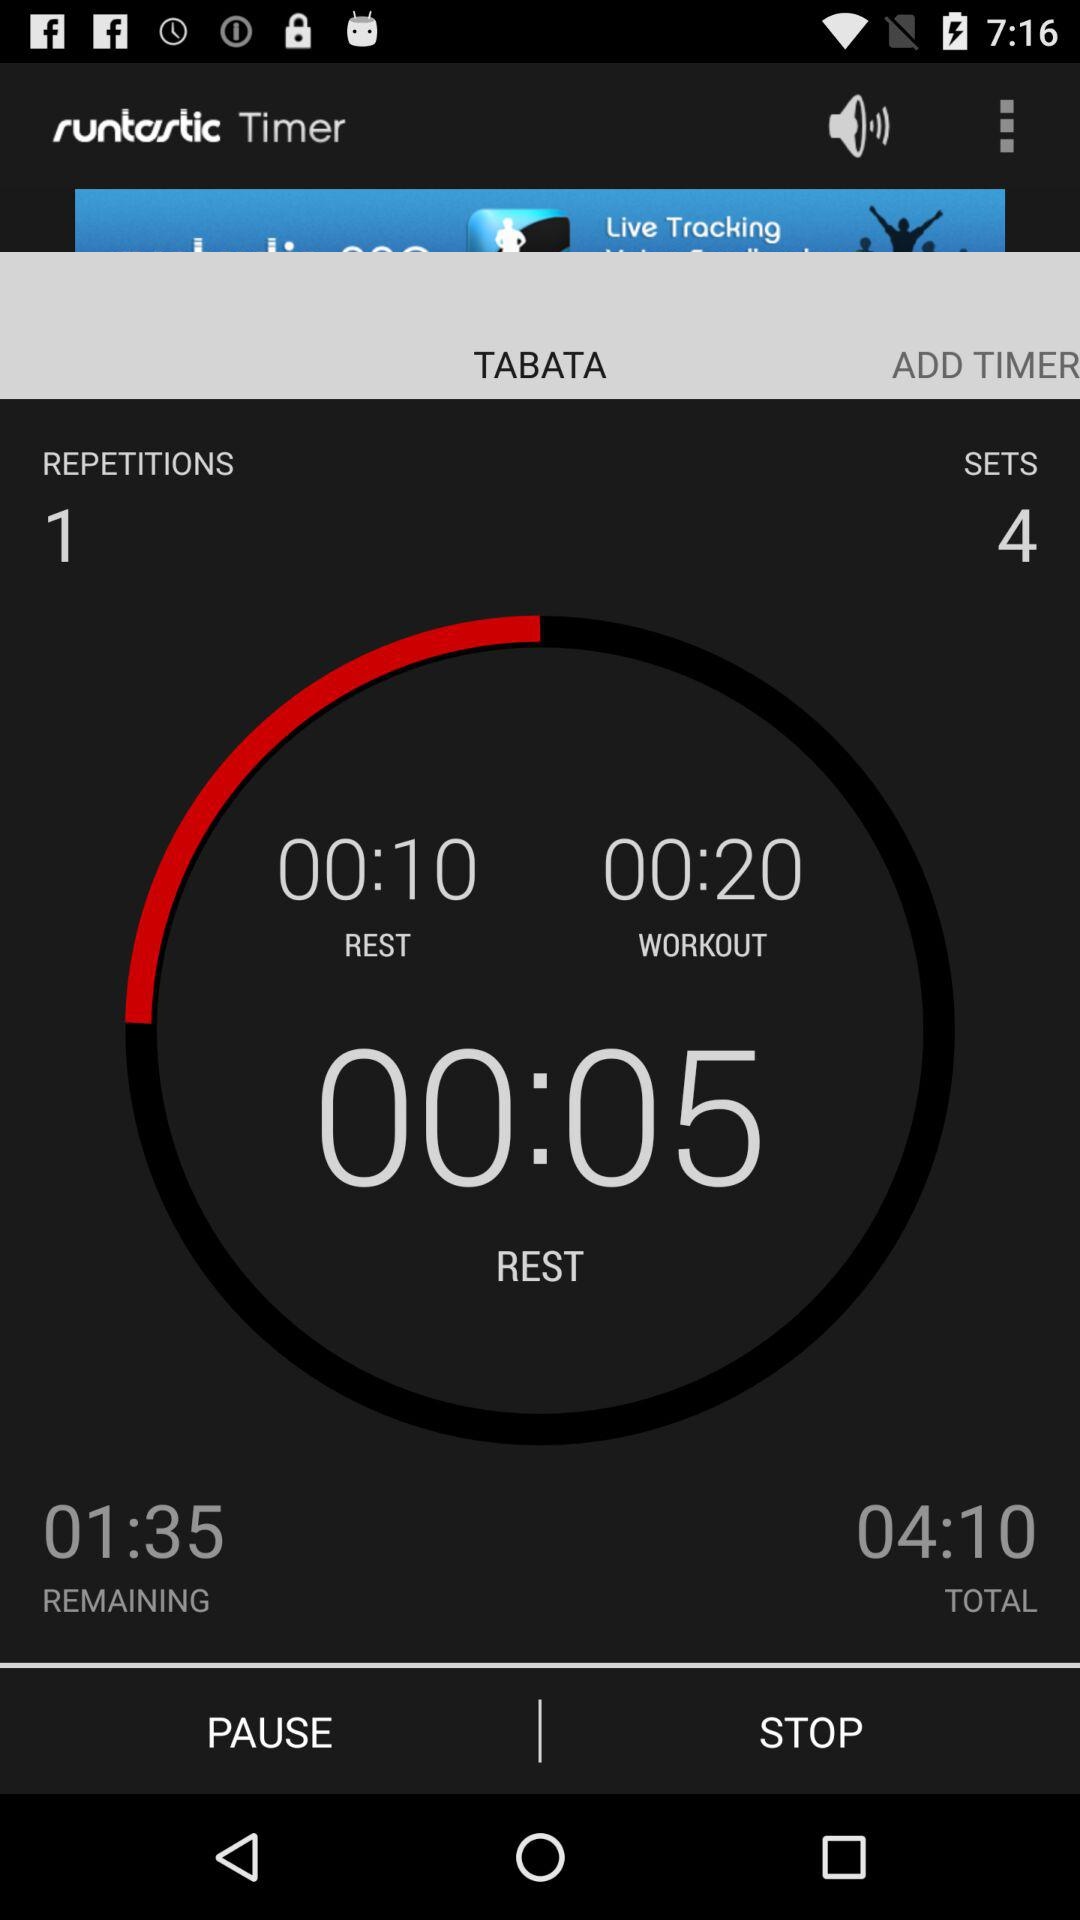 7:16
runtastic Timer
Live Tracking
TABATA ADD TIMER
REPETITIONS SETS
1 4
00:10 00:20
REST WORKOUT
00:05
REST
01:35 04:10
REMAINING TOTAL
PAUSE STOP